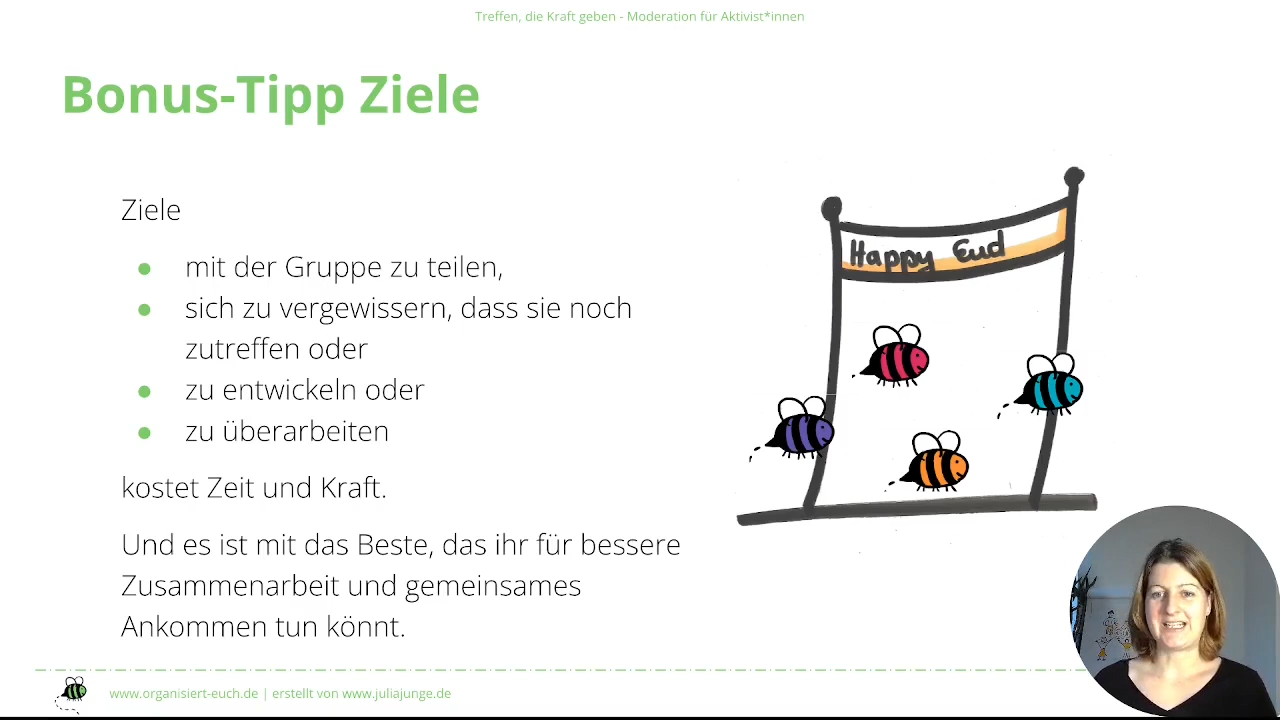 Treffen, die Kraft geben - Moderation für Aktivist*innen
Bonus-Tipp Ziele
Ziele
● mit der Gruppe zu teilen,
● sich zu vergewissern, dass sie noch
zutreffen oder
● zu entwickeln oder
● zu überarbeiten
kostet Zeit und Kraft.
Und es ist mit das Beste, das ihr für bessere
Zusammenarbeit und gemeinsames
Ankommen tun könnt.
Happy End
www.organisiert-euch.de | erstellt von www.juliajunge.de